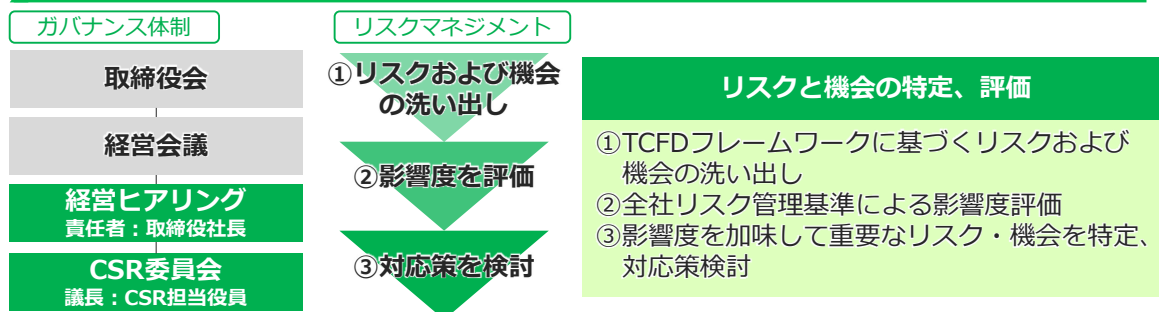 ガバナンス体制
取締役会
経営会議
経営ヒアリング
責任者：取締役社長
CSR委員会
議長：CSR担当役員
リスクマネジメント
①リスクおよび機会
の洗い出し
②影響度を評価
③対応策を検討
リスクと機会の特定、評価
①TCFDフレームワークに基づくリスクおよび
機会の洗い出し
②全社リスク管理基準による影響度評価
③影響度を加味して重要なリスク・機会を特定、
対応策検討